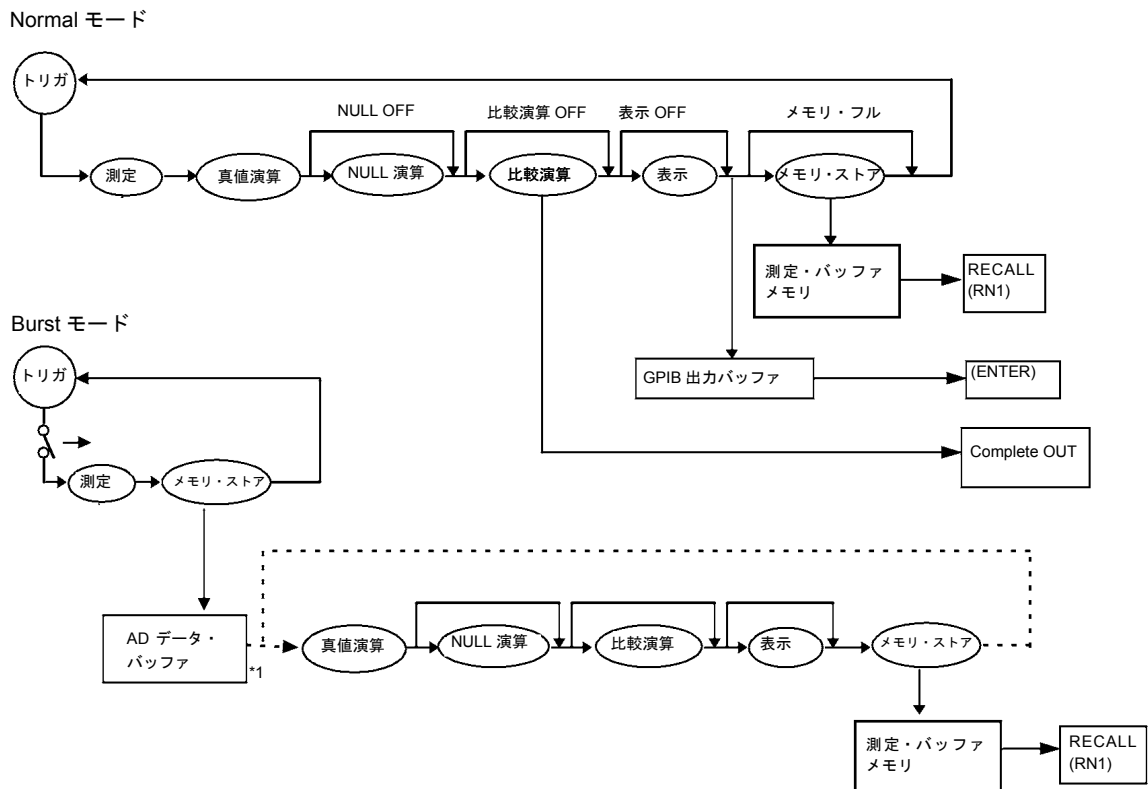 Normal モード
トリガ
NULL OFF
比較演算 OFF
表示 OFF
メモリ・フル
測定
真値演算
NULL 演算
比較演算
表示
メモリ・ストア
測定・バッファ
メモリ
RECALL
(RN1)
GPIB 出力バッファ
(ENTER)
Complete OUT
Burst モード
トリガ
測定
メモリ・ストア
AD データ・
バッファ
*1
真値演算
NULL 演算
比較演算
表示
メモリ・ストア
測定・バッファ
メモリ
RECALL
(RN1)